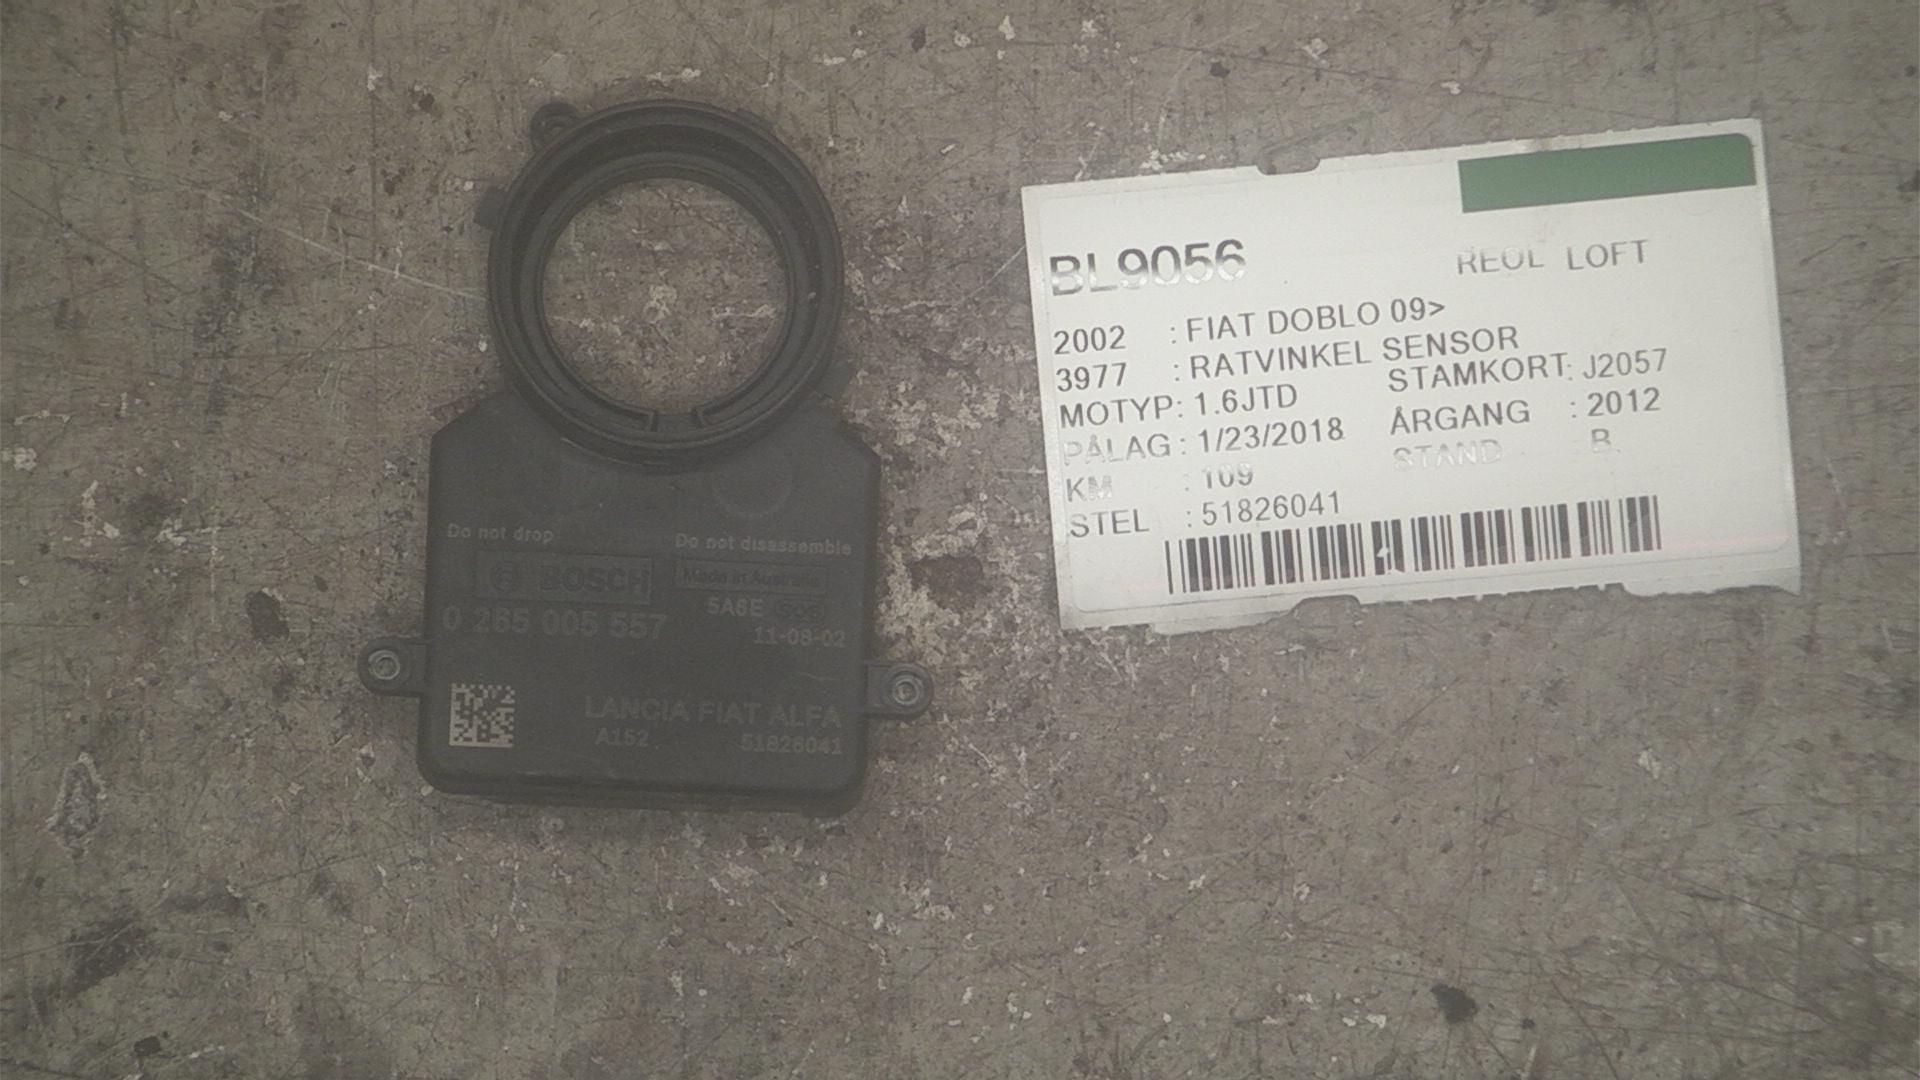 Do not drop
Do not disassemble
BOSCH
Made in Australia
0 265 005 557
5A6E
11-08-02
LANCIA FIAT ALFA
A152
51826041
BL9056
REOL LOFT
2002 : FIAT DOBLO 09>
3977 : RATVINKEL SENSOR
MOTYP: 1.6JTD STAMKORT: J2057
PÅLAG : 1/23/2018 ÅRGANG : 2012
KM : 109 STAND : B
STEL : 51826041